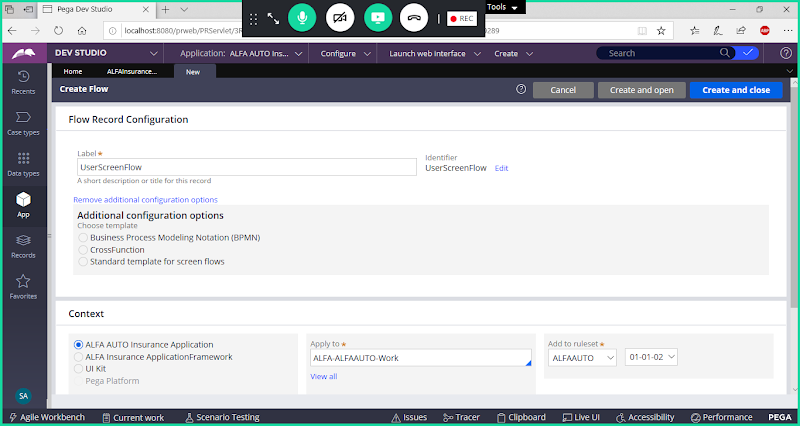 Pega Dev Studio
Tools
REC
localhost:8080/prweb/PRServlet/3F
0289
DEV STUDIO
Application: ALFA AUTO Ins...
Configure
Launch web interface
Create
Search
Home
ALFAInsurance...
New
Create Flow
Cancel
Create and open
Create and close
Recents
Case types
Data types
App
Records
Favorites
SA
Flow Record Configuration
Label *
UserScreenFlow
A short description or title for this record
Identifier
UserScreenFlow Edit
Remove additional configuration options
Additional configuration options
Choose template
Business Process Modeling Notation (BPMN)
CrossFunction
Standard template for screen flows
Context
ALFA AUTO Insurance Application
ALFA Insurance ApplicationFramework
UI Kit
Pega Platform
Apply to *
ALFA-ALFAAUTO-Work
View all
Add to ruleset *
ALFAAUTO
01-01-02
Agile Workbench
Current work
Scenario Testing
Issues
Tracer
Clipboard
Live UI
Accessibility
Performance
PEGA